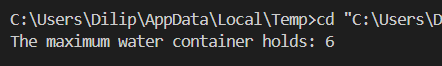 C:\Users\Dilip\AppData\Local\Temp>cd "C:\Users\D
The maximum water container holds: 6